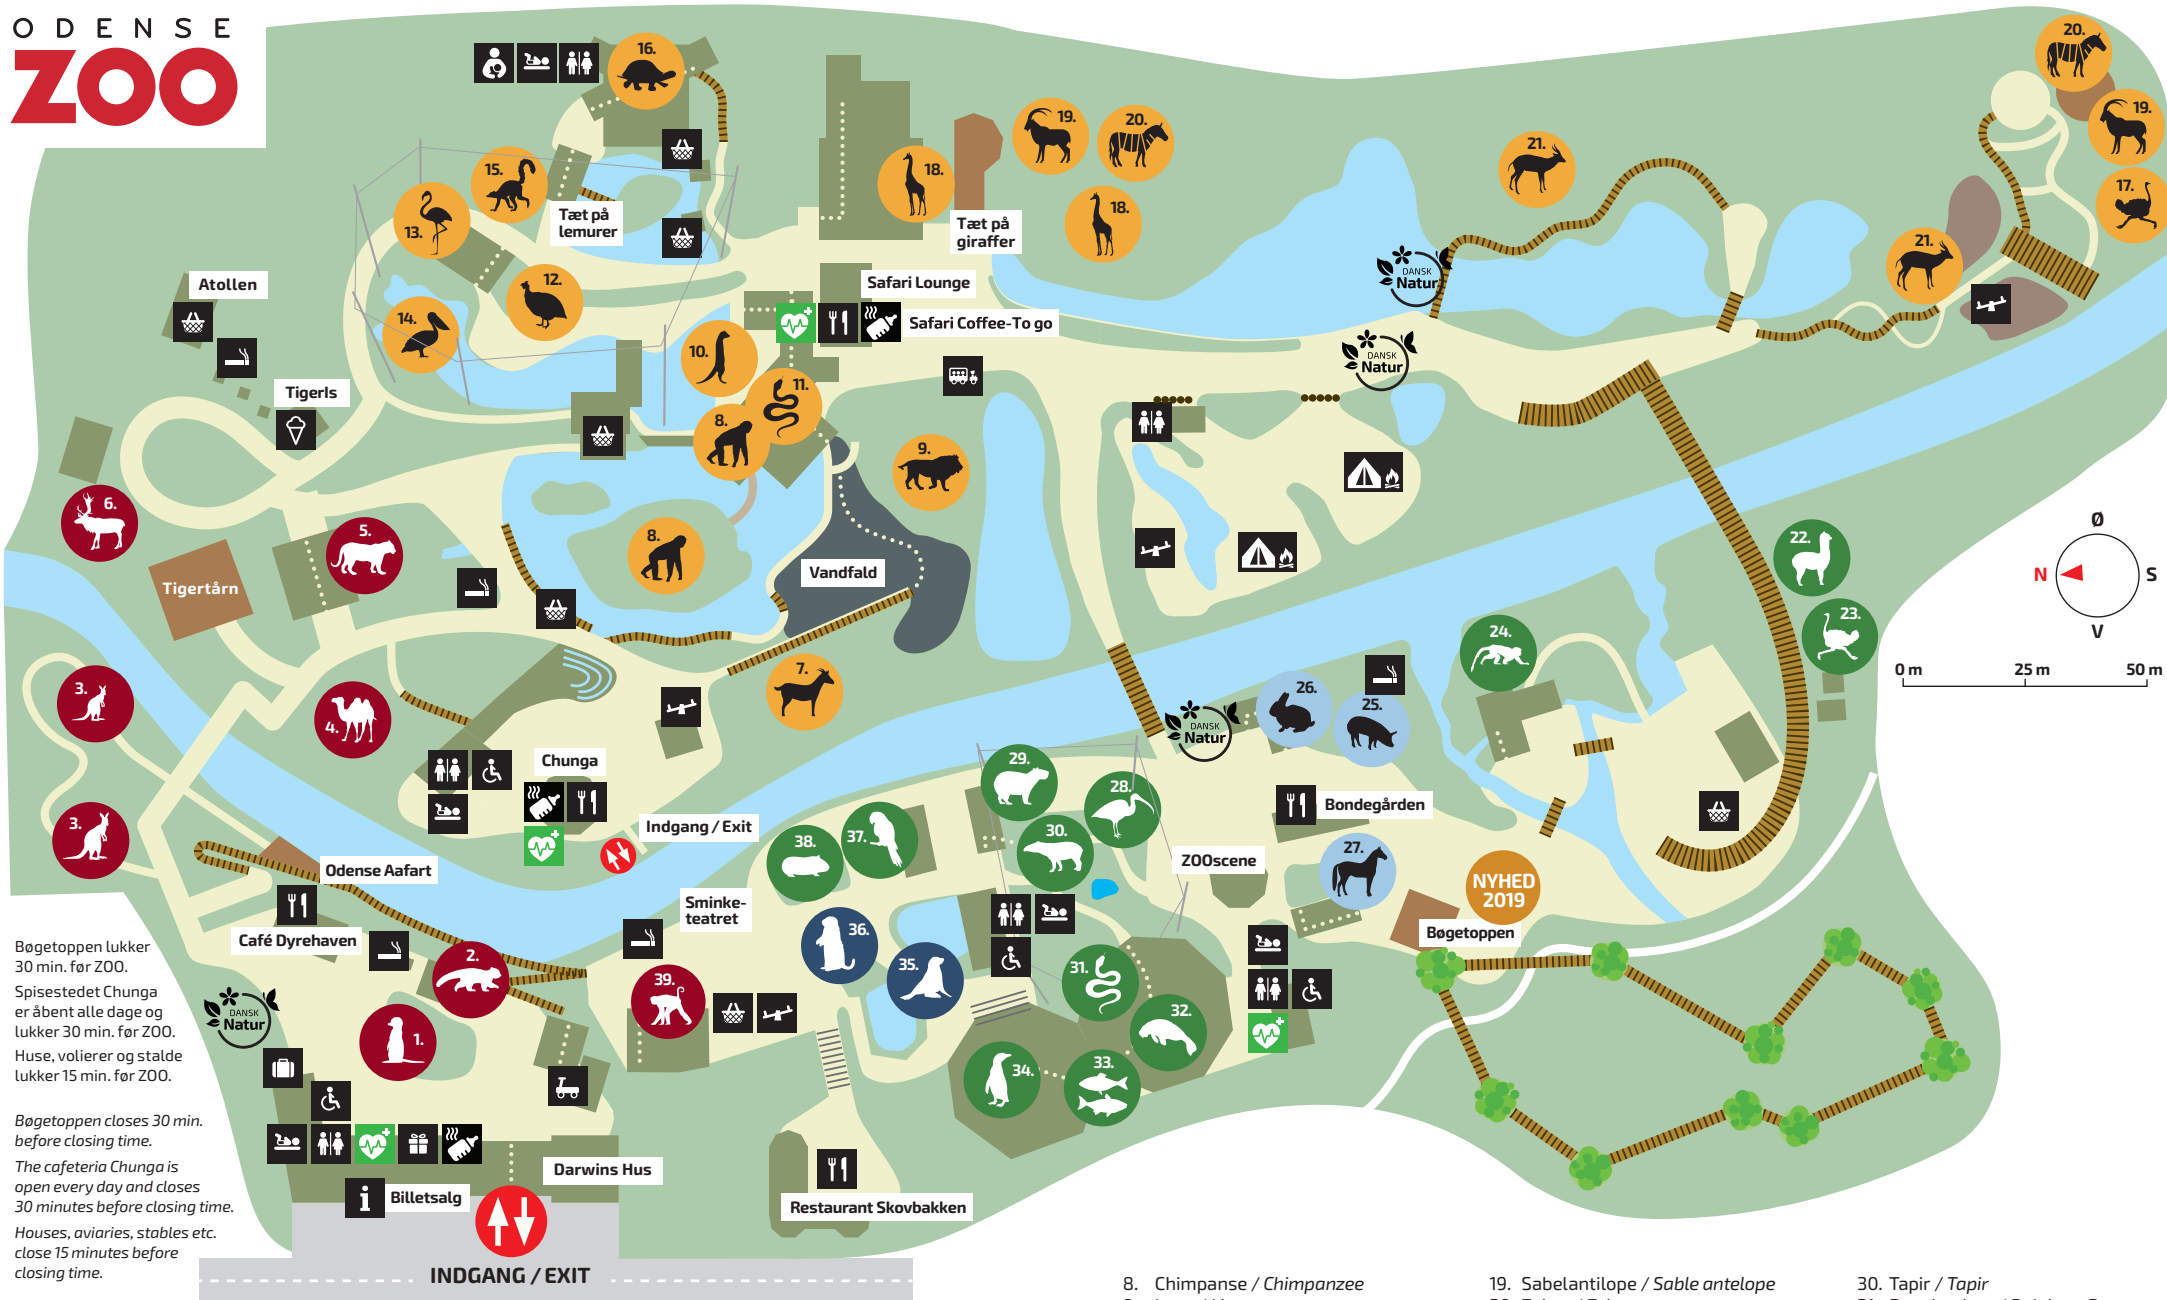 ODENSE
ZOO
16.
20.
19.
17.
19.
20.
18.
18.
21.
21.
15.
13.
12.
14.
10.
11.
8.
9.
8.
7.
6.
5.
4.
3.
3.
2.
1.
39.
38.
37.
36.
35.
34.
33.
32.
31.
30.
29.
28.
27.
26.
25.
24.
23.
22.
Tæt på
lemurer
Tæt på
giraffer
Atollen
TigerIs
Safari Lounge
Safari Coffee-To go
DANSK
Natur
DANSK
Natur
Tigertårn
Vandfald
Ø
N
S
V
0 m
25 m
50 m
DANSK
Natur
Chunga
Indgang / Exit
Bondegården
ZOOscene
Odense Aafart
Sminke-
teatret
NYHED
2019
Bøgetoppen
Café Dyrehaven
DANSK
Natur
Bøgetoppen lukker
30 min. før ZOO.
Spisestedet Chunga
er åbent alle dage og
lukker 30 min. før ZOO.
Huse, volierer og stalde
lukker 15 min. før ZOO.
Bøgetoppen closes 30 min.
before closing time.
The cafeteria Chunga is
open every day and closes
30 minutes before closing time.
Houses, aviaries, stables etc.
close 15 minutes before
closing time.
Darwins Hus
i
Billetsalg
Restaurant Skovbakken
INDGANG / EXIT
8. Chimpanse / Chimpanzee
19. Sabelantilope / Sable antelope
30. Tapir / Tapir